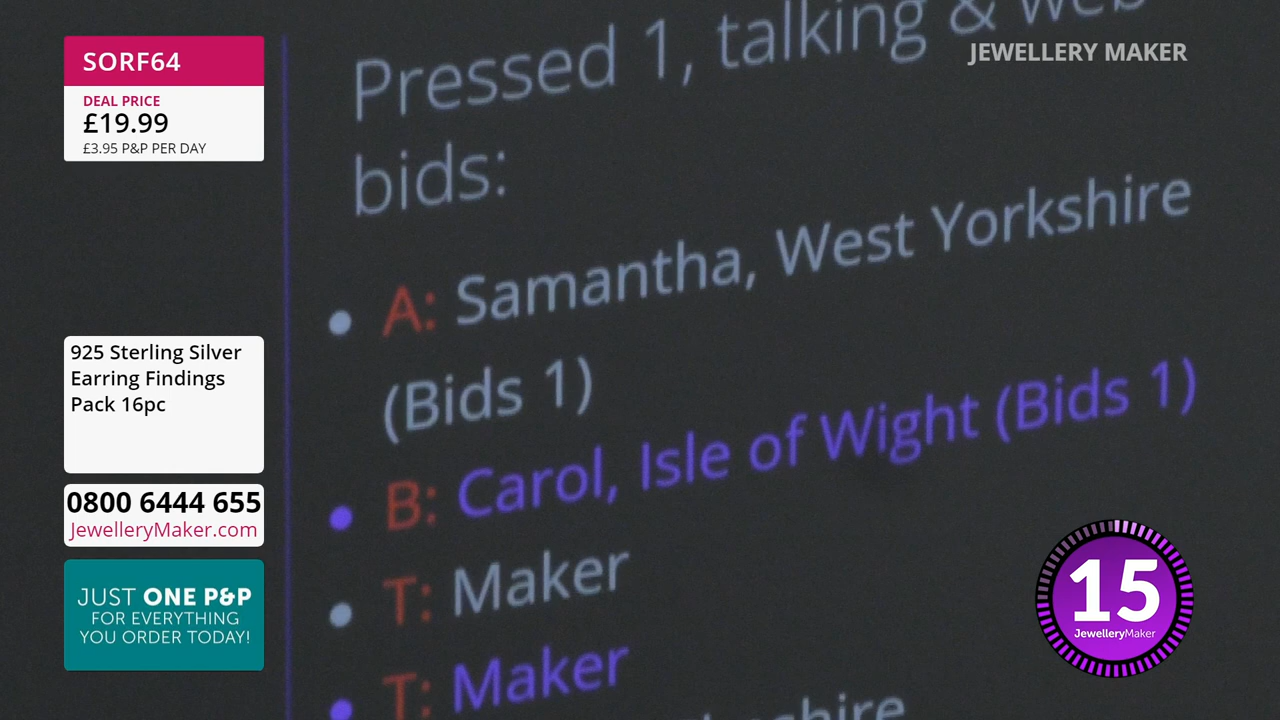 SORF64
DEAL PRICE
£19.99
£3.95 P&P PER DAY
925 Sterling Silver
Earring Findings
Pack 16pc
0800 6444 655
JewelleryMaker.com
JUST ONE P&P
FOR EVERYTHING
YOU ORDER TODAY!
JEWELLERY MAKER
Pressed 1, talking & web
bids:
• A: Samantha, West Yorkshire
(Bids 1)
• B: Carol, Isle of Wight (Bids 1)
• T: Maker
• T: Maker
15
JewelleryMaker